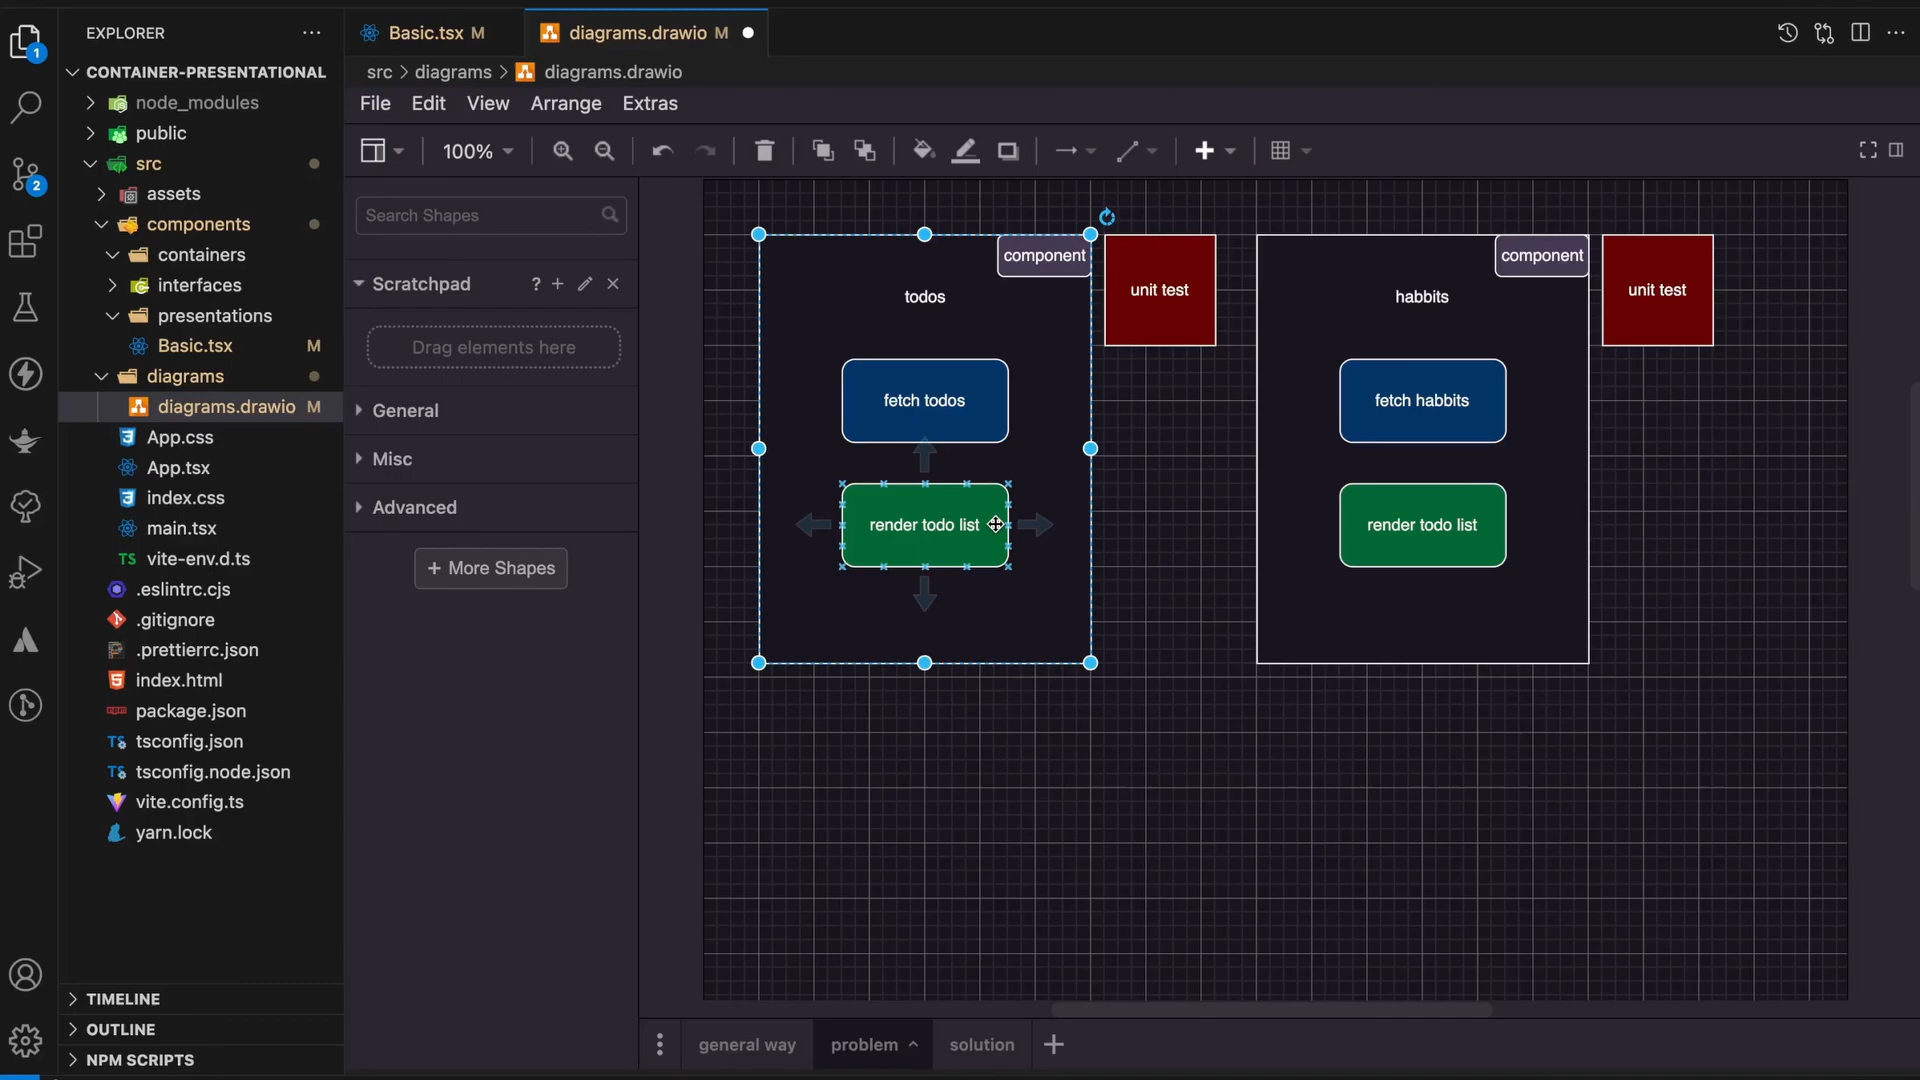 EXPLORER
1
CONTAINER-PRESENTATIONAL
node_modules
public
src
assets
components
containers
interfaces
presentations
Basic.tsx M
diagrams
diagrams.drawio M
App.css
App.tsx
index.css
main.tsx
TS vite-env.d.ts
.eslintrc.cjs
.gitignore
.prettierrc.json
index.html
package.json
TS tsconfig.json
TS tsconfig.node.json
vite.config.ts
yarn.lock
TIMELINE
OUTLINE
NPM SCRIPTS
2
Basic.tsx M
diagrams.drawio M
src > diagrams > diagrams.drawio
File Edit View Arrange Extras
100%
Search Shapes
Scratchpad ?
Drag elements here
General
Misc
Advanced
+ More Shapes
component
todos
fetch todos
render todo list
unit test
component
habbits
fetch habbits
render todo list
unit test
general way
problem
solution